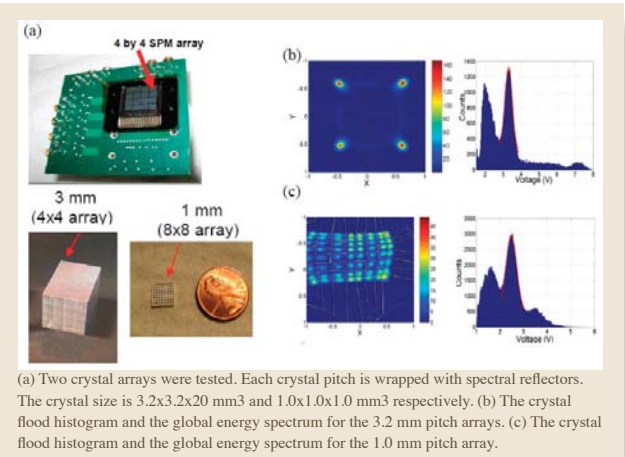 (a)
4 by 4 SPM array
3 mm
(4x4 array)
1 mm
(8x8 array)
(b)
Y
X
Counts
Voltage (V)
(c)
Y
X
Counts
Voltage (V)
(a) Two crystal arrays were tested. Each crystal pitch is wrapped with spectral reflectors.
The crystal size is 3.2x3.2x20 mm3 and 1.0x1.0x1.0 mm3 respectively. (b) The crystal
flood histogram and the global energy spectrum for the 3.2 mm pitch arrays. (c) The crystal
flood histogram and the global energy spectrum for the 1.0 mm pitch array.